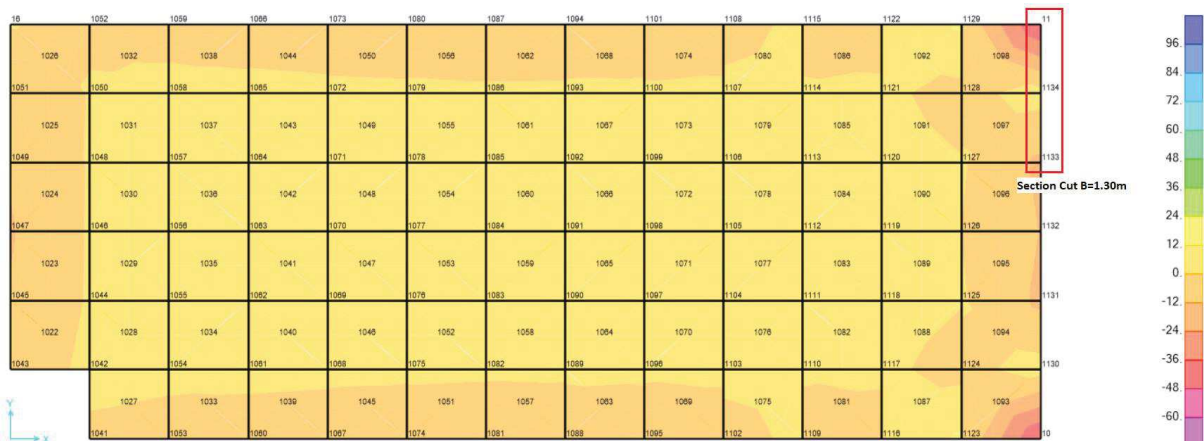 16 1052 1059 1066 1073 1080 1087 1094 1101 1108 1115 1122 1129 11
96.
1026 1032 1038 1044 1050 1056 1062 1068 1074 1080 1086 1092 1098
84.
1051 1050 1058 1065 1072 1079 1086 1093 1100 1107 1114 1121 1128 1134
72.
1025 1031 1037 1043 1049 1055 1061 1067 1073 1079 1085 1091 1097
60.
48.
1049 1048 1057 1064 1071 1078 1085 1092 1099 1106 1113 1120 1127 1133
Section Cut B=1.30m
36.
1024 1030 1036 1042 1048 1054 1060 1066 1072 1078 1084 1090 1096
24.
1047 1046 1056 1063 1070 1077 1084 1091 1098 1105 1112 1119 1126 1132
12.
1023 1029 1035 1041 1047 1053 1059 1065 1071 1077 1083 1089 1095
0.
1045 1044 1055 1062 1069 1076 1083 1090 1097 1104 1111 1118 1125 1131
-12.
1022 1028 1034 1040 1046 1052 1058 1064 1070 1076 1082 1088 1094
-24.
-36.
1043 1042 1054 1061 1068 1075 1082 1089 1096 1103 1110 1117 1124 1130
-48.
1027 1033 1039 1045 1051 1057 1063 1069 1075 1081 1087 1093
-60.
Y
X
1041 1053 1060 1067 1074 1081 1088 1095 1102 1109 1116 1123 10